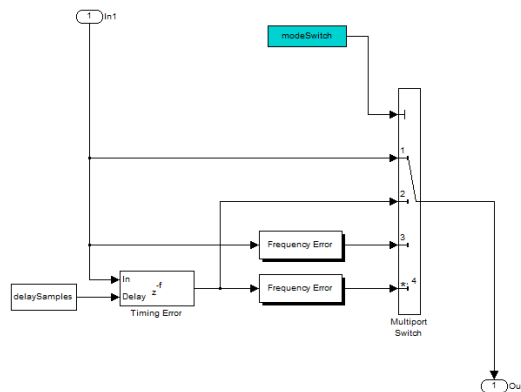 1
In1
modeSwitch
1
2
Frequency Error
3
In
-f
z
Delay
delaySamples
Timing Error
Frequency Error
*, 4
Multiport
Switch
1
Ou